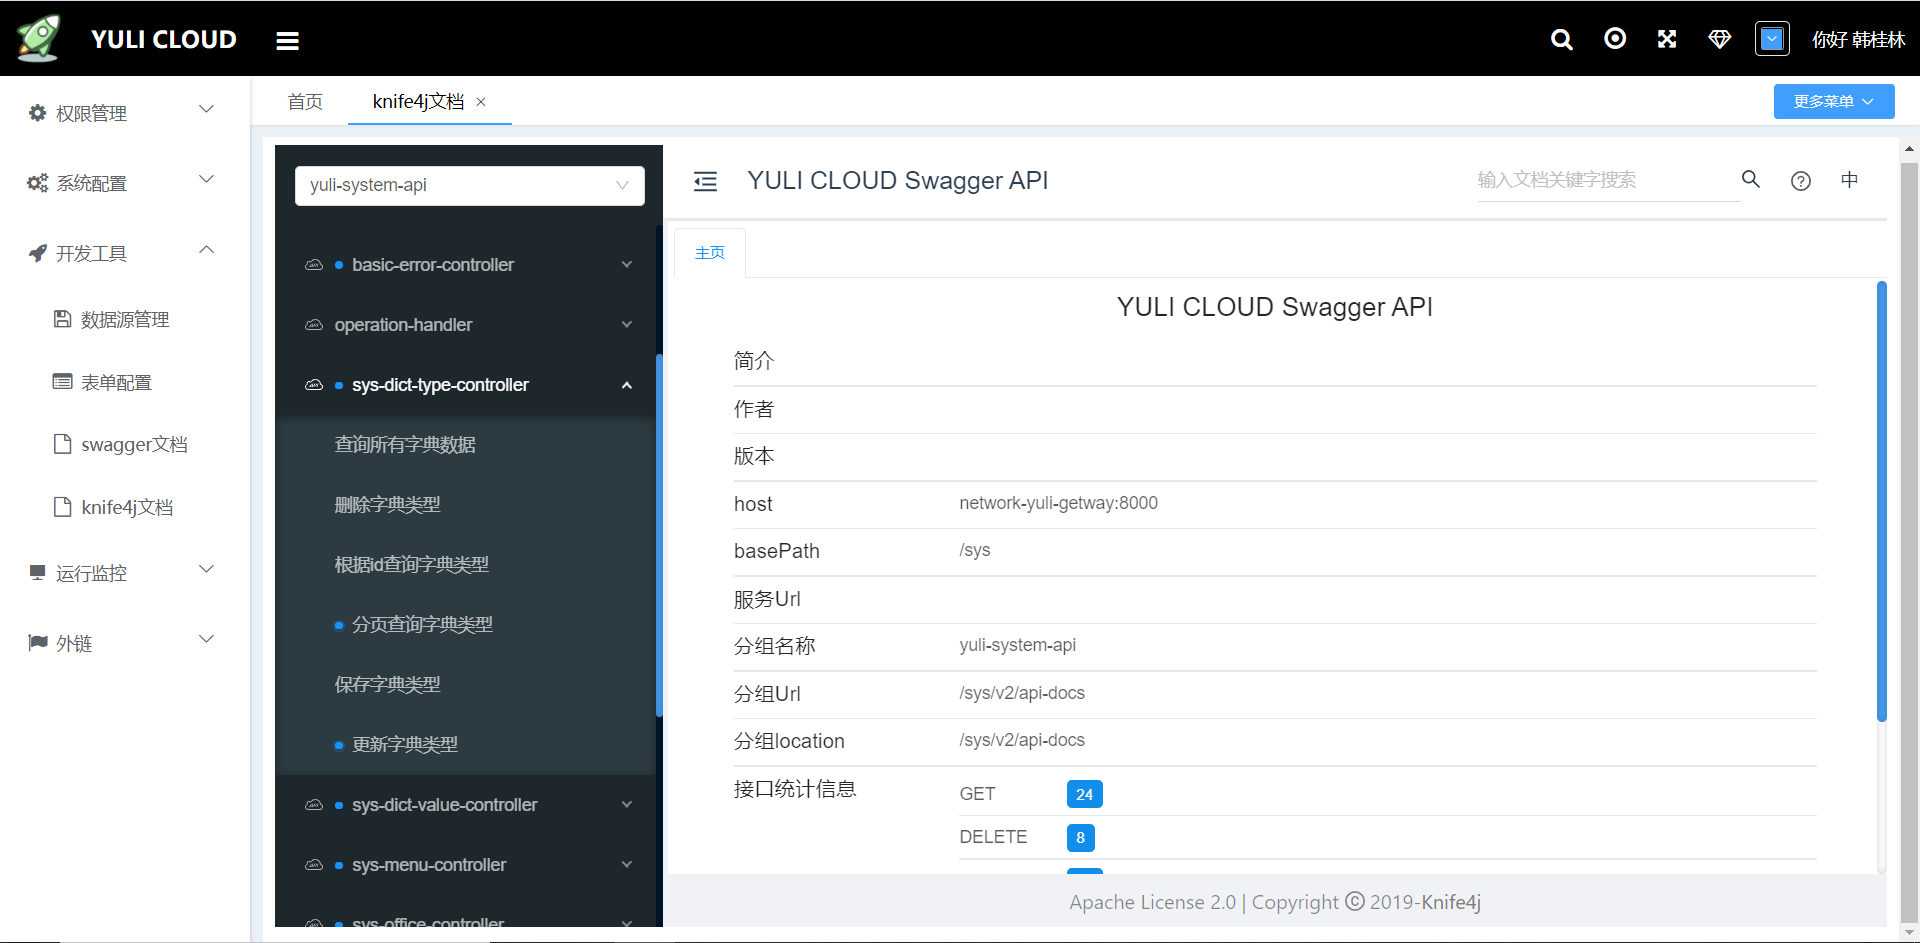 YULI CLOUD
你好 韩桂林
权限管理
系统配置
开发工具
数据源管理
表单配置
swagger文档
knife4j文档
运行监控
外链
首页
knife4j文档 ×
更多菜单
yuli-system-api
basic-error-controller
operation-handler
sys-dict-type-controller
查询所有字典数据
删除字典类型
根据id查询字典类型
分页查询字典类型
保存字典类型
更新字典类型
sys-dict-value-controller
sys-menu-controller
sys-office-controller
YULI CLOUD Swagger API
输入文档关键字搜索
中
主页
YULI CLOUD Swagger API
简介
作者
版本
host network-yuli-getway:8000
basePath /sys
服务Url
分组名称 yuli-system-api
分组Url /sys/v2/api-docs
分组location /sys/v2/api-docs
接口统计信息 GET 24
DELETE 8
Apache License 2.0 | Copyright © 2019-Knife4j